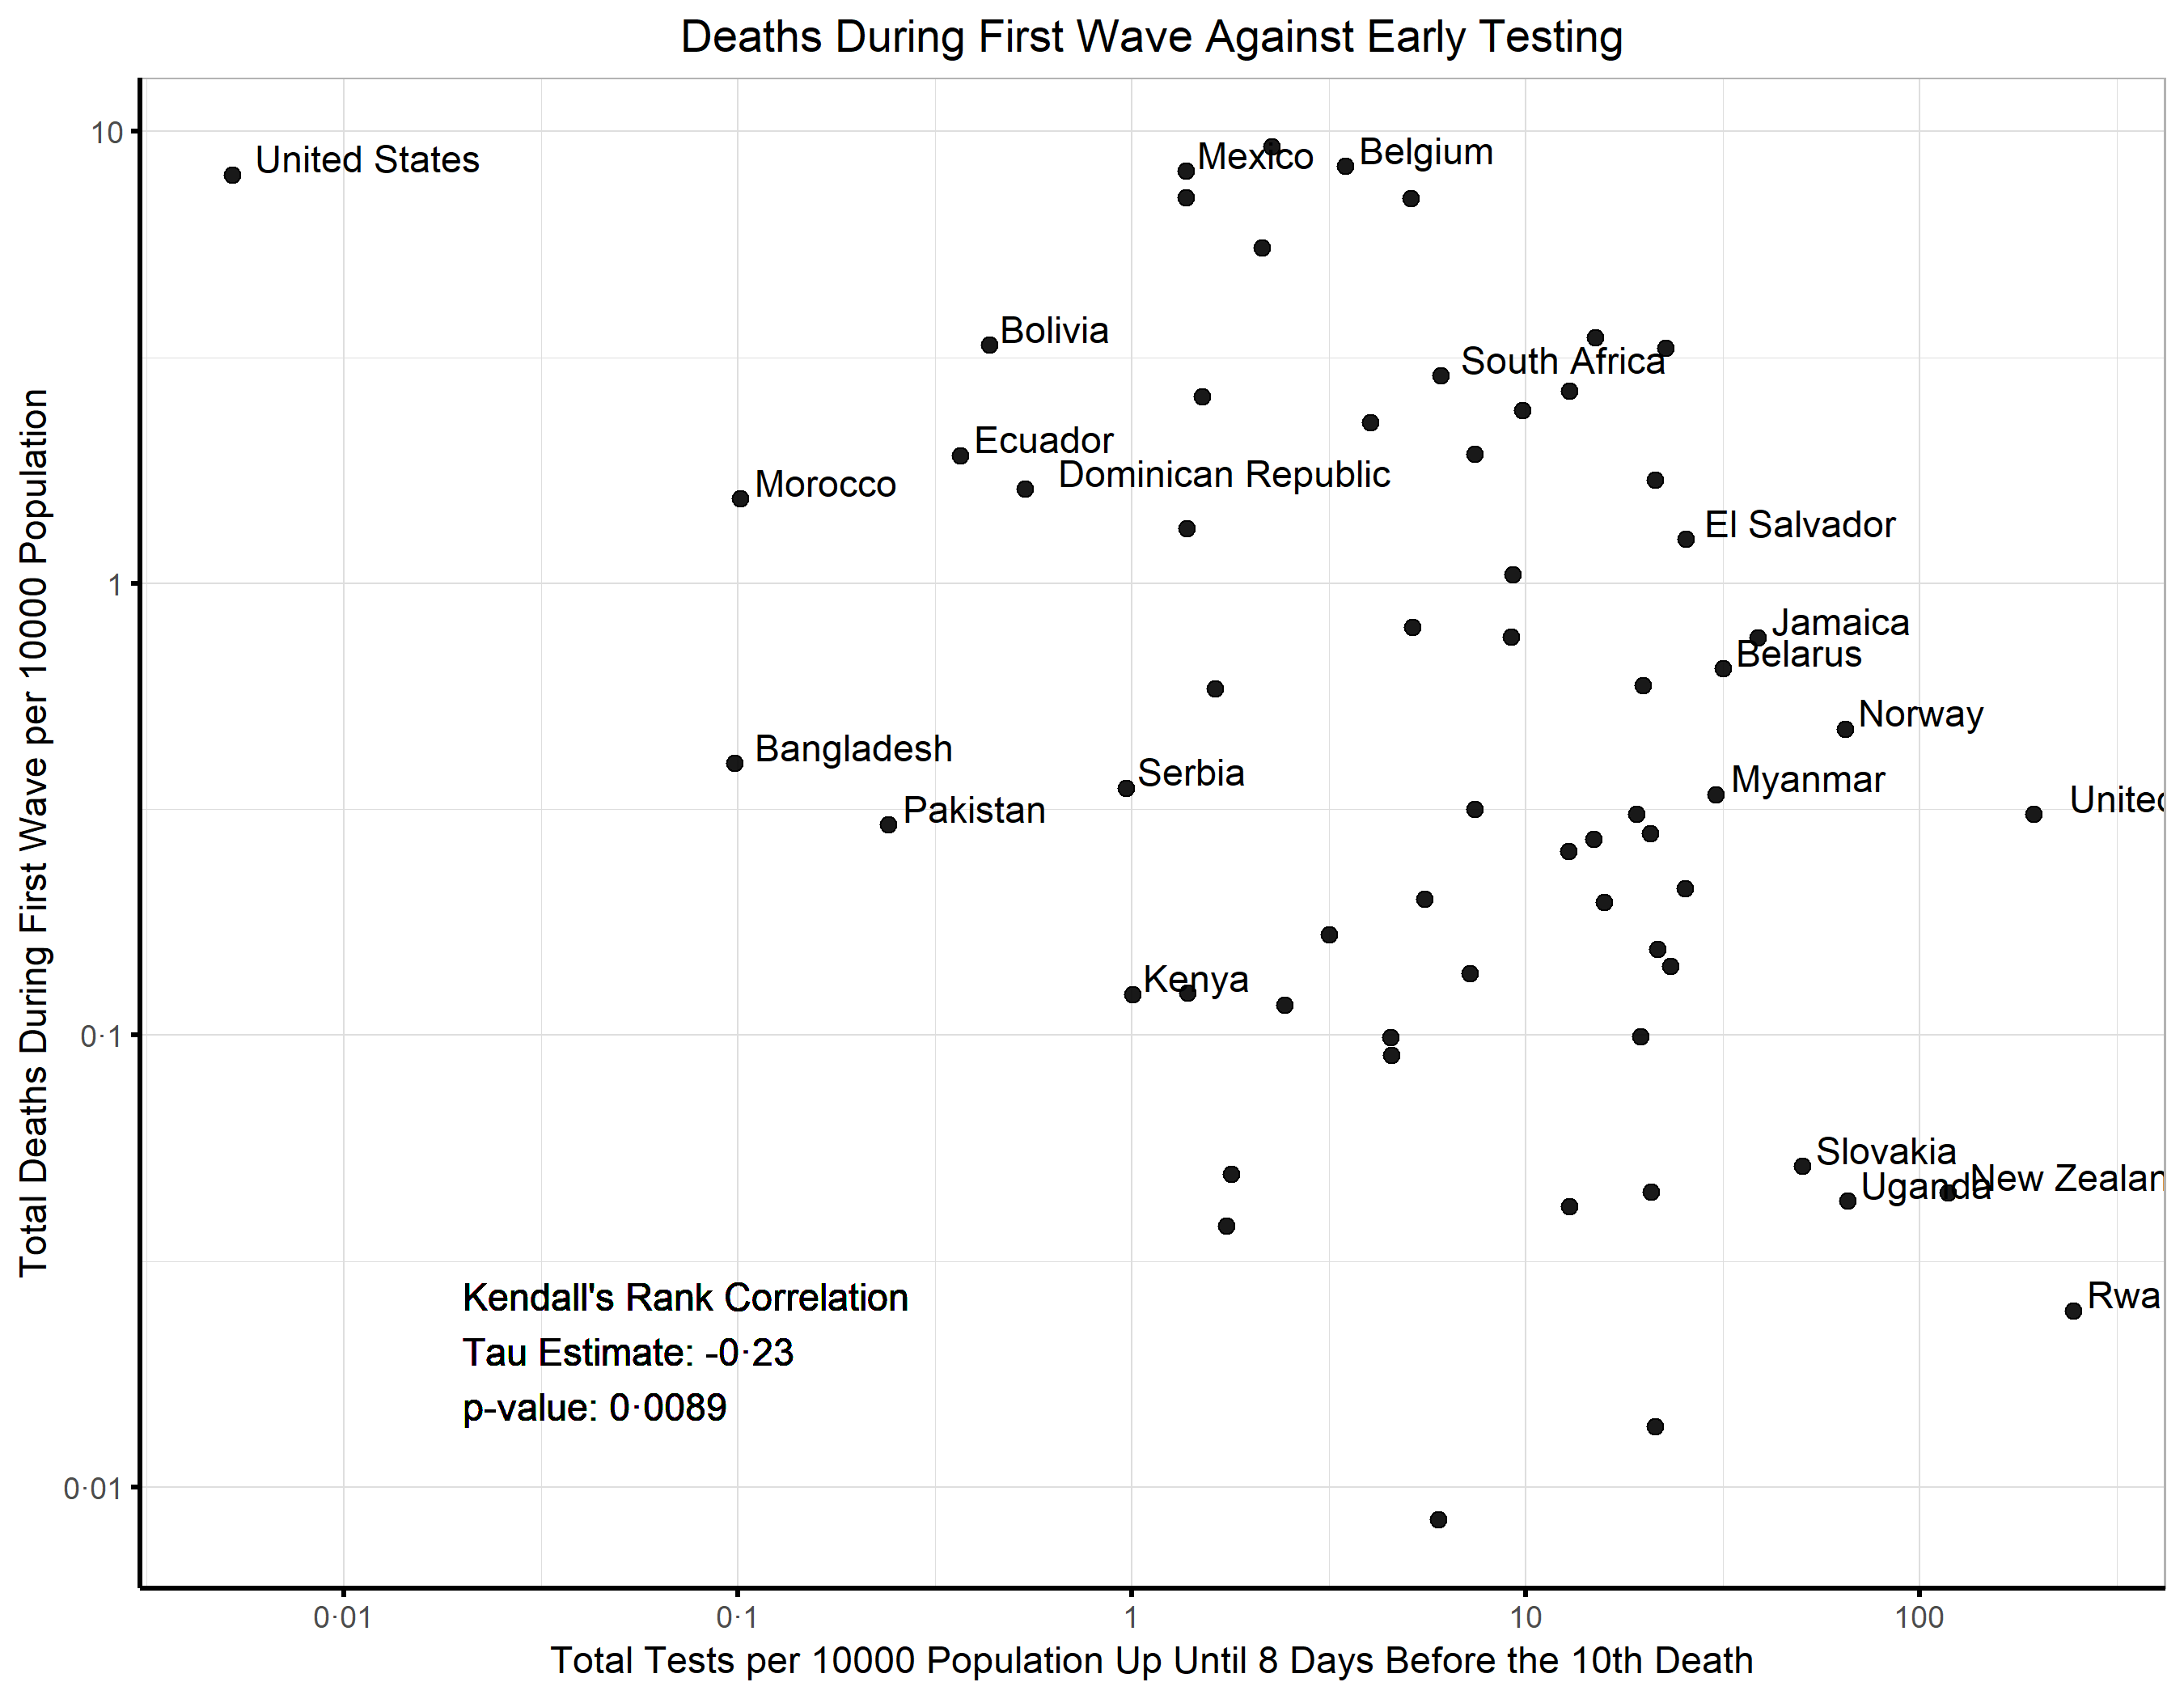 Deaths During First Wave Against Early Testing
Total Deaths During First Wave per 10000 Population
10
1
0·1
0·01
United States
Mexico
Belgium
Bolivia
South Africa
Ecuador
Dominican Republic
Morocco
El Salvador
Jamaica
Belarus
Norway
Bangladesh
Serbia
Myanmar
United
Pakistan
Kenya
Slovakia
New Zealan
Uganda
Rwa
Kendall's Rank Correlation
Tau Estimate: -0·23
p-value: 0·0089
0·01
0·1
1
10
100
Total Tests per 10000 Population Up Until 8 Days Before the 10th Death